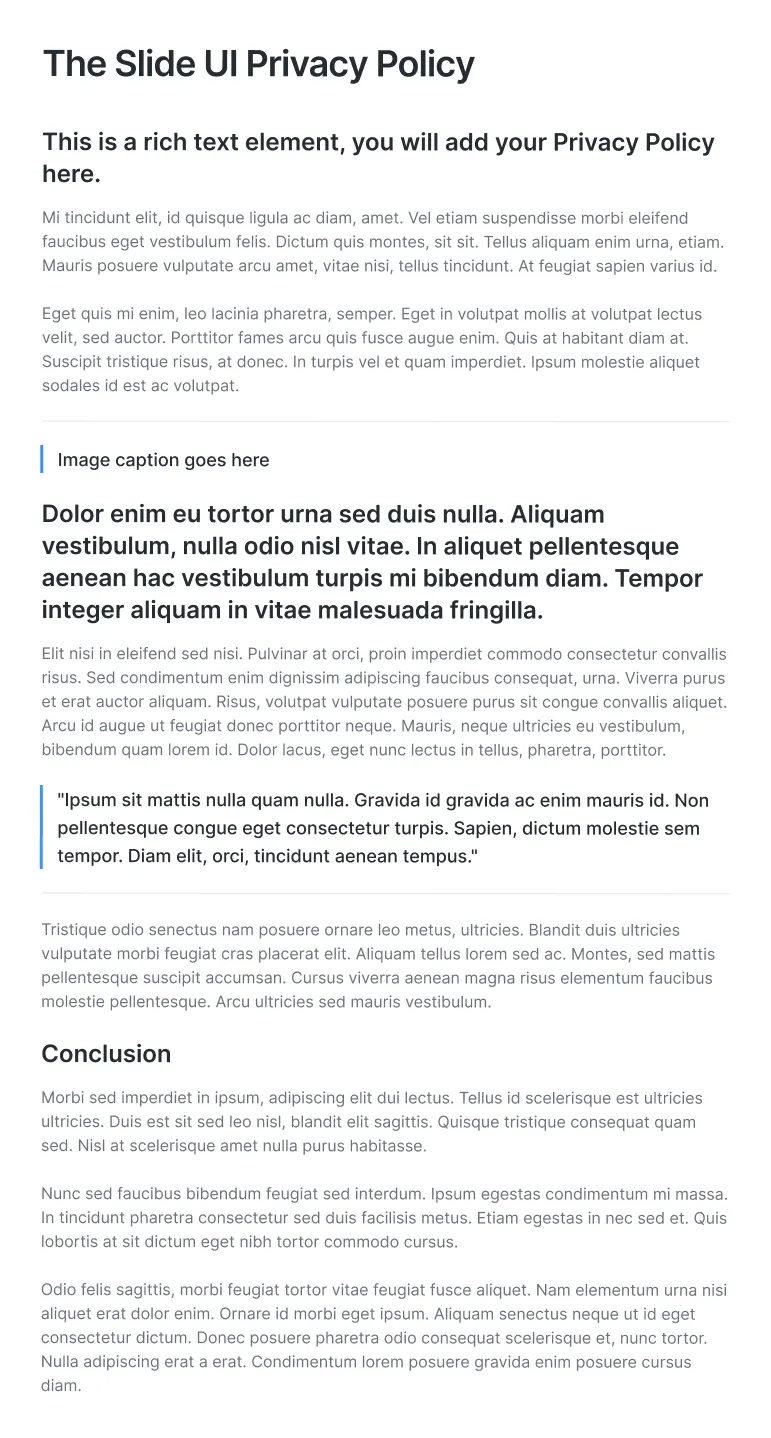 The Slide UI Privacy Policy
This is a rich text element, you will add your Privacy Policy
here.
Mi tincidunt elit, id quisque ligula ac diam, amet. Vel etiam suspendisse morbi eleifend
faucibus eget vestibulum felis. Dictum quis montes, sit sit. Tellus aliquam enim urna, etiam.
Mauris posuere vulputate arcu amet, vitae nisi, tellus tincidunt. At feugiat sapien varius id.
Eget quis mi enim, leo lacinia pharetra, semper. Eget in volutpat mollis at volutpat lectus
velit, sed auctor. Porttitor fames arcu quis fusce augue enim. Quis at habitant diam at.
Suscipit tristique risus, at donec. In turpis vel et quam imperdiet. Ipsum molestie aliquet
sodales id est ac volutpat.
Image caption goes here
Dolor enim eu tortor urna sed duis nulla. Aliquam
vestibulum, nulla odio nisl vitae. In aliquet pellentesque
aenean hac vestibulum turpis mi bibendum diam. Tempor
integer aliquam in vitae malesuada fringilla.
Elit nisi in eleifend sed nisi. Pulvinar at orci, proin imperdiet commodo consectetur convallis
risus. Sed condimentum enim dignissim adipiscing faucibus consequat, urna. Viverra purus
et erat auctor aliquam. Risus, volutpat vulputate posuere purus sit congue convallis aliquet.
Arcu id augue ut feugiat donec porttitor neque. Mauris, neque ultricies eu vestibulum,
bibendum quam lorem id. Dolor lacus, eget nunc lectus in tellus, pharetra, porttitor.
"Ipsum sit mattis nulla quam nulla. Gravida id gravida ac enim mauris id. Non
pellentesque congue eget consectetur turpis. Sapien, dictum molestie sem
tempor. Diam elit, orci, tincidunt aenean tempus."
Tristique odio senectus nam posuere ornare leo metus, ultricies. Blandit duis ultricies
vulputate morbi feugiat cras placerat elit. Aliquam tellus lorem sed ac. Montes, sed mattis
pellentesque suscipit accumsan. Cursus viverra aenean magna risus elementum faucibus
molestie pellentesque. Arcu ultricies sed mauris vestibulum.
Conclusion
Morbi sed imperdiet in ipsum, adipiscing elit dui lectus. Tellus id scelerisque est ultricies
ultricies. Duis est sit sed leo nisl, blandit elit sagittis. Quisque tristique consequat quam
sed. Nisl at scelerisque amet nulla purus habitasse.
Nunc sed faucibus bibendum feugiat sed interdum. Ipsum egestas condimentum mi massa.
In tincidunt pharetra consectetur sed duis facilisis metus. Etiam egestas in nec sed et. Quis
lobortis at sit dictum eget nibh tortor commodo cursus.
Odio felis sagittis, morbi feugiat tortor vitae feugiat fusce aliquet. Nam elementum urna nisi
aliquet erat dolor enim. Ornare id morbi eget ipsum. Aliquam senectus neque ut id eget
consectetur dictum. Donec posuere pharetra odio consequat scelerisque et, nunc tortor.
Nulla adipiscing erat a erat. Condimentum lorem posuere gravida enim posuere cursus
diam.